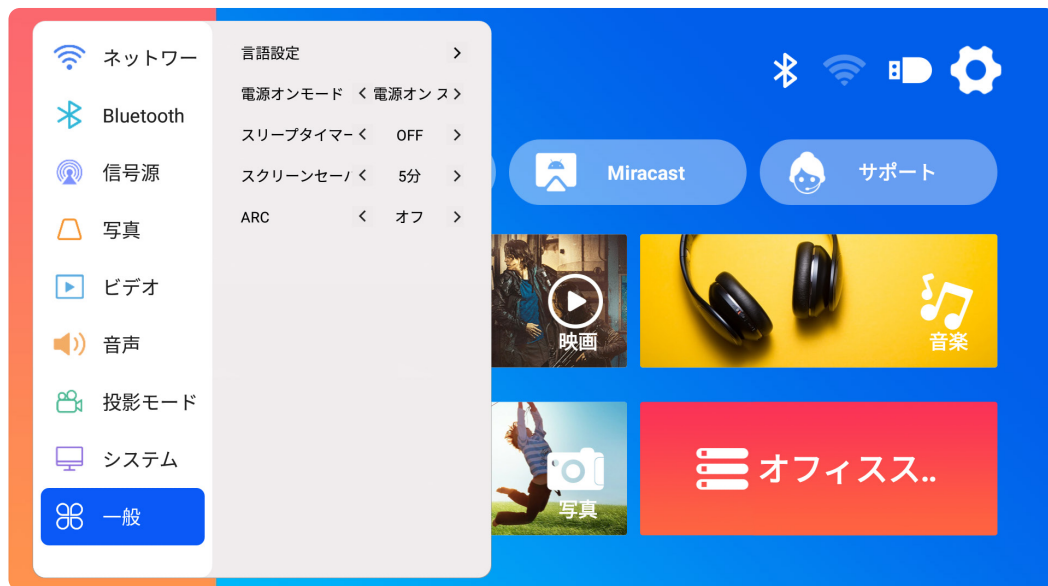 ネットワー
Bluetooth
信号源
写真
ビデオ
音声
投影モード
システム
一般
言語設定
電源オンモード 電源オン ス
スリープタイマー OFF
スクリーンセー 5分
ARC オフ
Miracast
サポート
映画
音楽
写真
オフィスス..